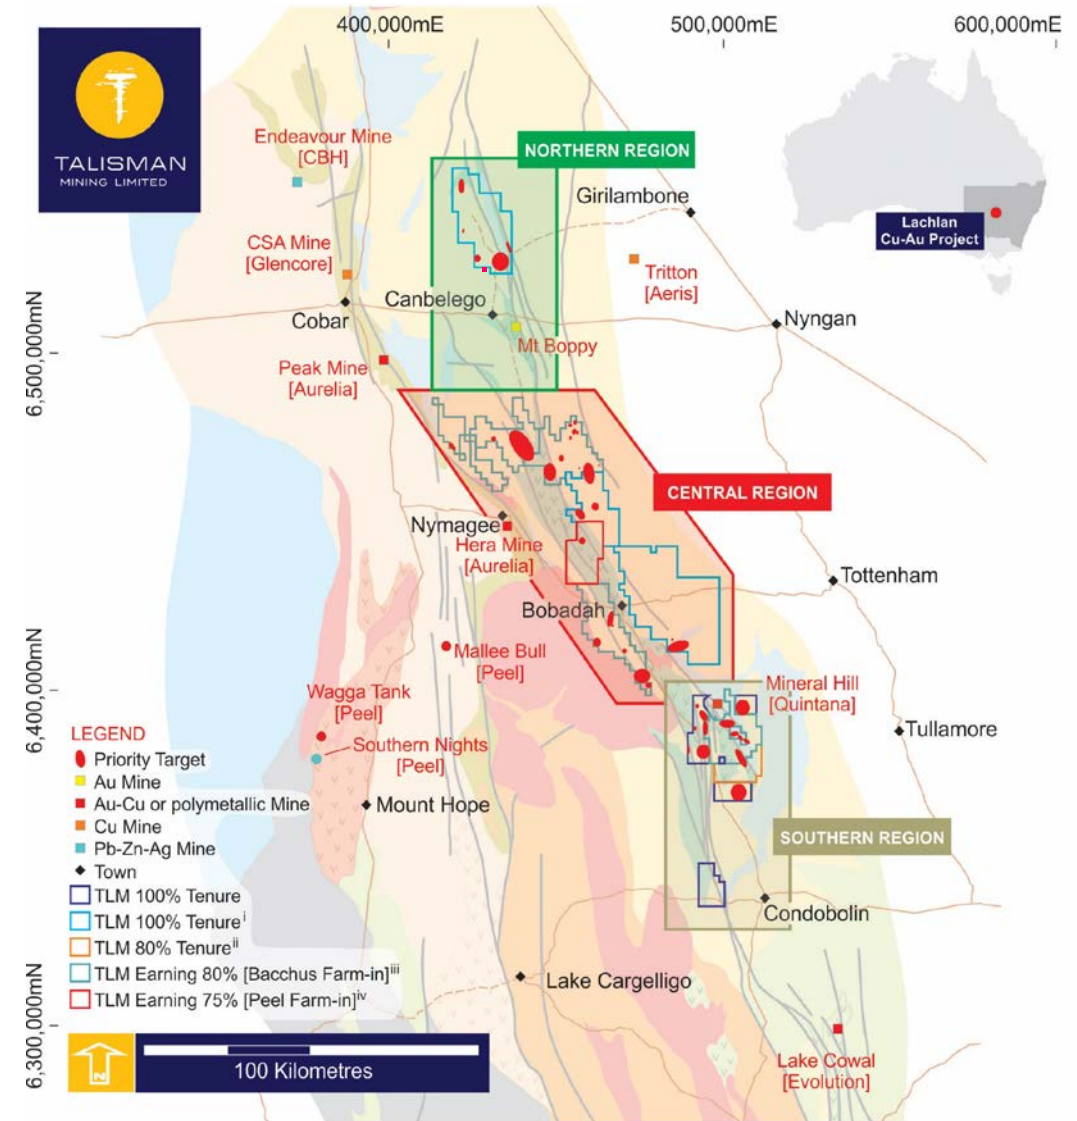 400,000mE
500,000mE
600,000mE
TALISMAN
MINING LIMITED
Endeavour Mine
[CBH]
NORTHERN REGION
Girilambone
Lachlan
Cu-Au Project
CSA Mine
[Glencore]
Tritton
[Aeris]
Canbelego
Cobar
Nyngan
Mt Boppy
Peak Mine
[Aurelia]
6,500,000mN
CENTRAL REGION
Nymagee
Hera Mine
[Aurelia]
Tottenham
Bobadah
Mallee Bull
[Peel]
6,400,000mN
Mineral Hill
[Quintana]
Wagga Tank
[Peel]
Southern Nights
[Peel]
Tullamore
Mount Hope
SOUTHERN REGION
Condobolin
Lake Cargelligo
Lake Cowal
[Evolution]
6,300,000mN
LEGEND
Priority Target
Au Mine
Au-Cu or polymetallic Mine
Cu Mine
Pb-Zn-Ag Mine
Town
TLM 100% Tenure
TLM 100% Tenureⁱ
TLM 80% Tenureⁱⁱ
TLM Earning 80% [Bacchus Farm-in]ⁱⁱⁱ
TLM Earning 75% [Peel Farm-in]ⁱᵛ
N
100 Kilometres